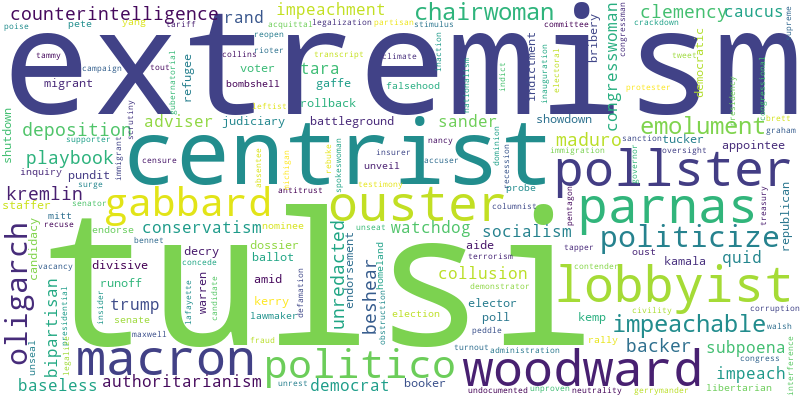 extremism
tulsi
centrist
ouster
gabbard
pollster
parnas
lobbyist
macron
woodward
politico
oligarch
politicize
impeachable
chairwoman
congresswoman
emolument
counterintelligence
impeachment
clemency
caucus
rand
tara
deposition
playbook
kremlin
adviser
sander
maduro
conservatism
watchdog
socialism
unredacted
beshear
collusion
bipartisan
baseless
authoritarianism
democrat
trump
subpoena
impeach
backer
quid
poise
pete
yang
tariff
reopen
rioter
acquittal
legalization
partisan
stimulus
committee
congressman
crackdown
supreme
tammy
campaign
tout
gubernatorial
collins
transcript
climate
inaction
nationalism
indict
inauguration
electoral
indictment
bribery
tweet
democratic
protester
presidency
congressional
migrant
refugee
bombshell
voter
gaffe
falsehood
rollback
leftist
shutdown
supporter
scrutiny
immigrant
judiciary
battleground
showdown
dominion
brett
graham
sanction
tucker
appointee
oversight
governor
immigration
pundit
inquiry
surge
senator
censure
absentee
michigan
rebuke
spokeswoman
insurer
unveil
nancy
accuser
recession
probe
columnist
pentagon
treasury
republican
staffer
mitt
recuse
candidacy
endorse
bennet
nominee
antitrust
testimony
unseat
endorsement
homeland
obstruction
aide
terrorism
tapper
oust
kamala
contender
vacancy
divisive
decry
concede
dossier
ballot
amid
runoff
insider
lafayette
candidate
warren
kerry
lawmaker
defamation
demonstrator
elector
poll
peddle
election
kemp
civility
corruption
walsh
rally
unseal
legality
presidential
senate
maxwell
fraud
unrest
booker
turnout
administration
undocumented
unproven
neutrality
gerrymander
libertarian
congress
interference